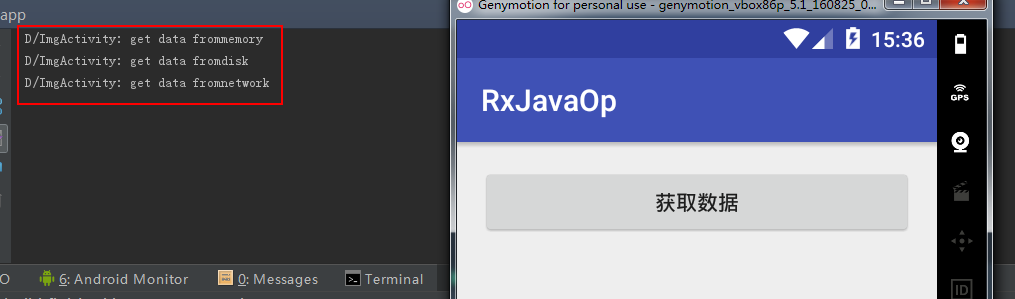 app
D/ImgActivity: get data frommemory
D/ImgActivity: get data fromdisk
D/ImgActivity: get data fromnetwork
O
6: Android Monitor
0: Messages
Terminal
Genymotion for personal use - genymotion_vbox86p_5.1_160825_0...
15:36
RxJavaOp
获取数据
GPS
ID